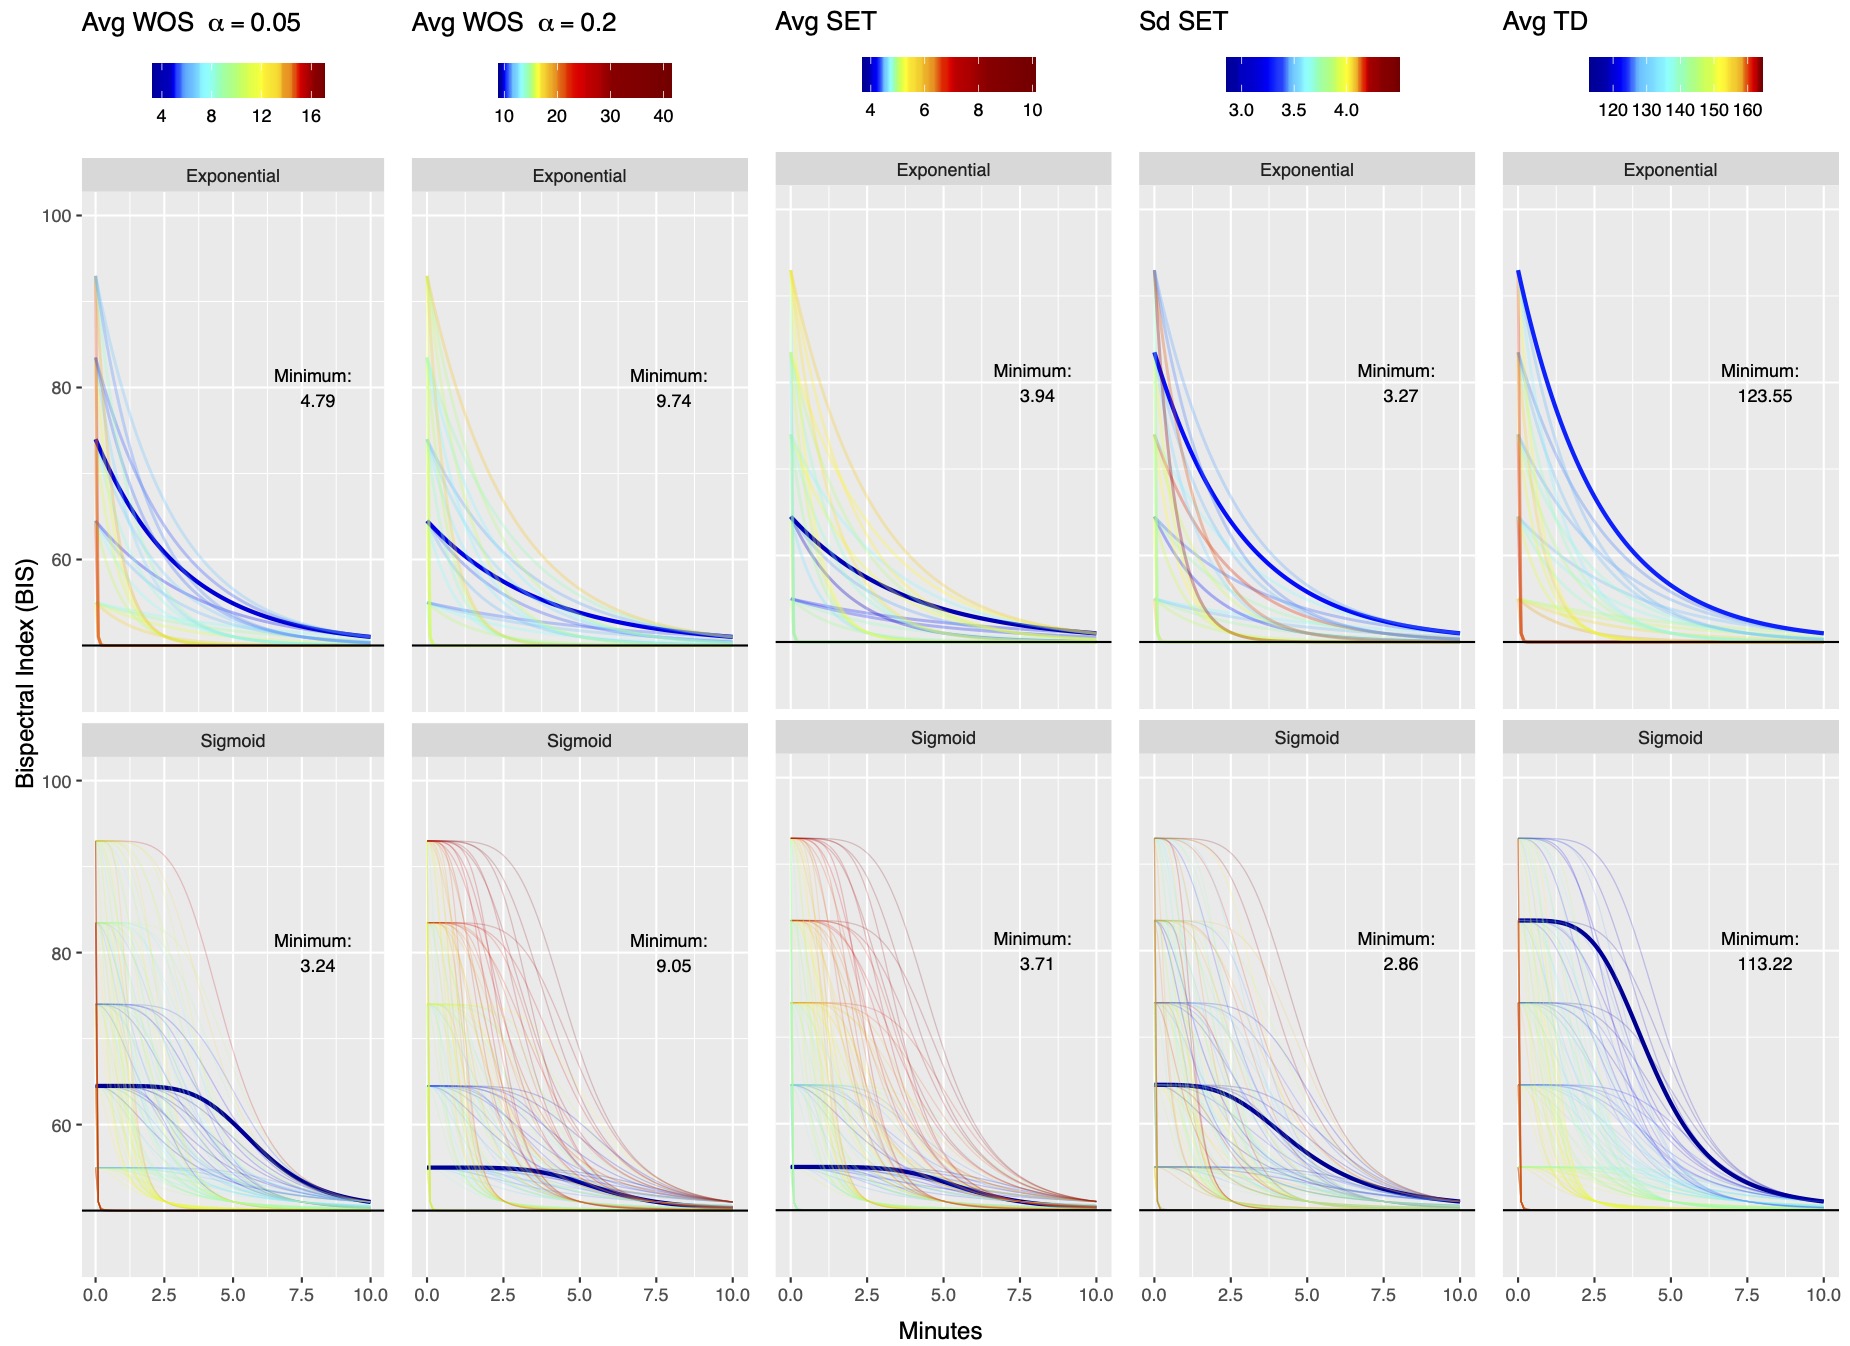 Avg WOS α = 0.05
Avg WOS α = 0.2
Avg SET
Sd SET
Avg TD
4 8 12 16
10 20 30 40
4 6 8 10
3.0 3.5 4.0
120 130 140 150 160
Exponential
Exponential
Exponential
Exponential
Exponential
100
80
60
Minimum:
4.79
Minimum:
9.74
Minimum:
3.94
Minimum:
3.27
Minimum:
123.55
Bispectral Index (BIS)
Sigmoid
Sigmoid
Sigmoid
Sigmoid
Sigmoid
100
80
60
Minimum:
3.24
Minimum:
9.05
Minimum:
3.71
Minimum:
2.86
Minimum:
113.22
0.0 2.5 5.0 7.5 10.0
0.0 2.5 5.0 7.5 10.0
0.0 2.5 5.0 7.5 10.0
0.0 2.5 5.0 7.5 10.0
0.0 2.5 5.0 7.5 10.0
Minutes